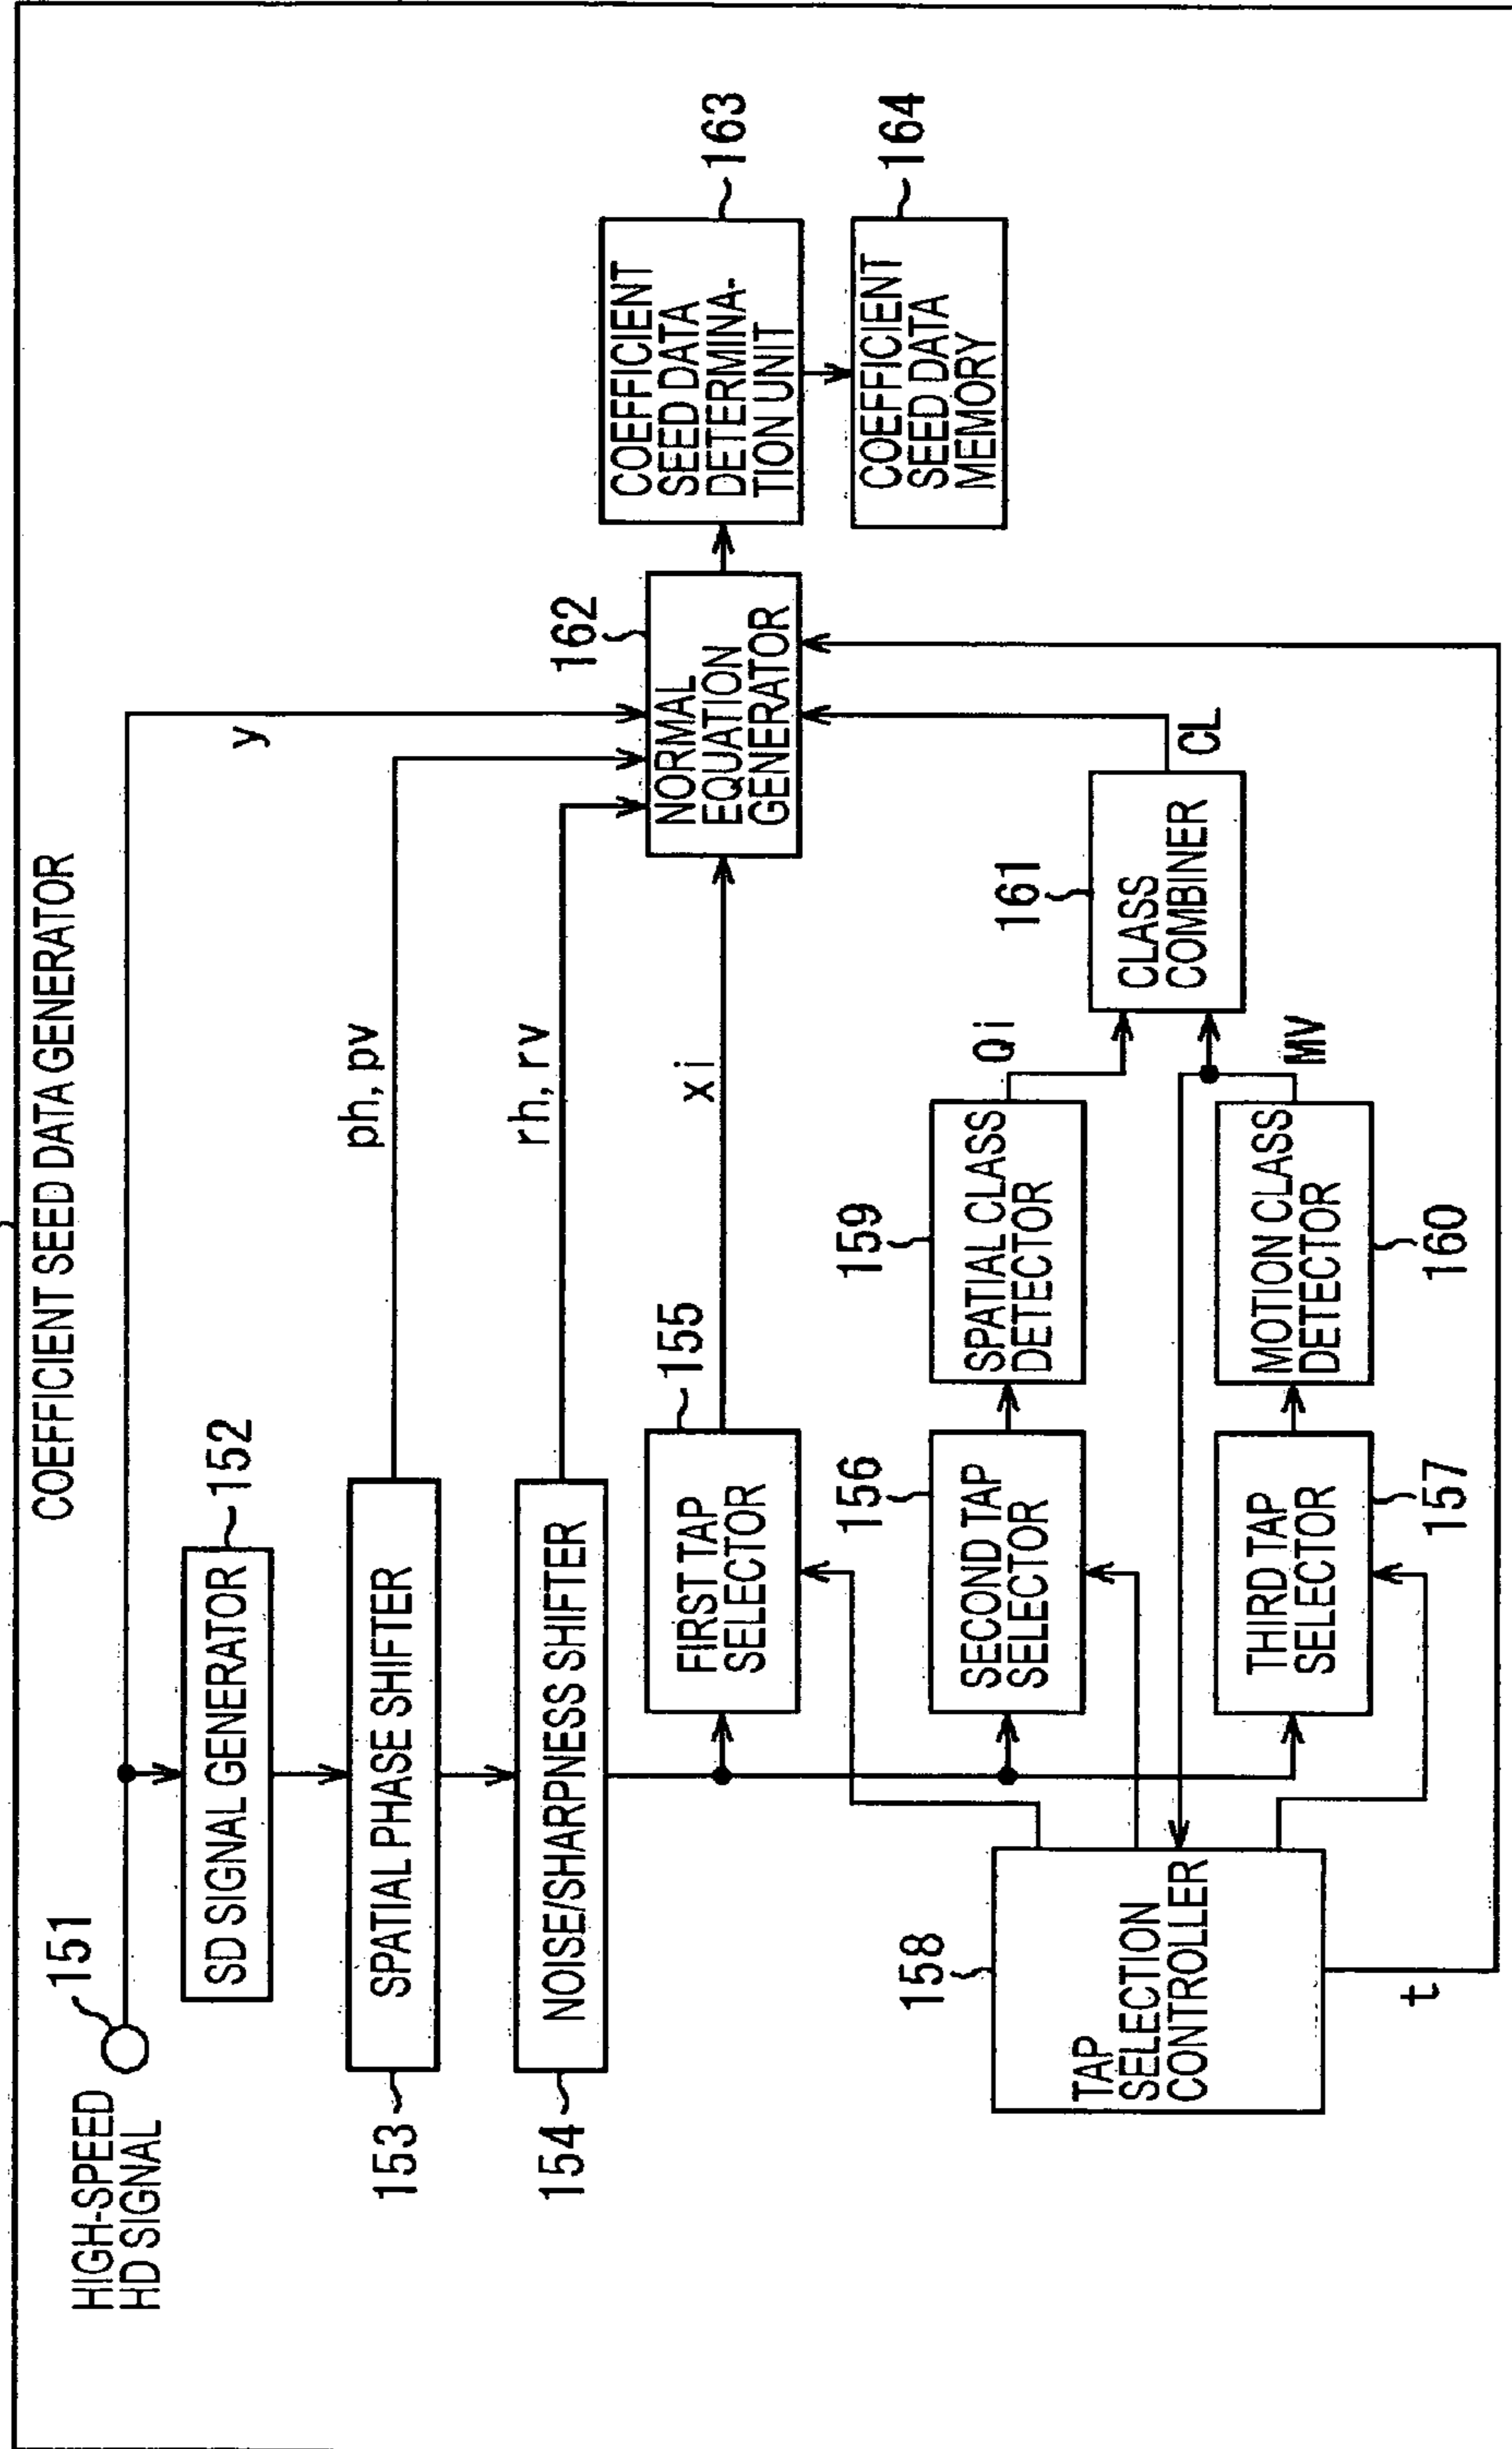 COEFFICIENT SEED DATA GENERATOR
HIGH-SPEED
HD SIGNAL
151
y
SD SIGNAL GENERATOR
152
SPATIAL PHASE SHIFTER
153
ph, pv
NOISE/SHARPNESS SHIFTER
154
rh, rv
FIRST TAP
SELECTOR
155
xi
NORMAL
EQUATION
GENERATOR
162
COEFFICIENT
SEED DATA
DETERMINA-
TION UNIT
163
COEFFICIENT
SEED DATA
MEMORY
164
SECOND TAP
SELECTOR
156
SPATIAL CLASS
DETECTOR
159
Qi
CLASS
COMBINER
161
CL
TAP
SELECTION
CONTROLLER
158
THIRD TAP
SELECTOR
157
MOTION CLASS
DETECTOR
160
MV
t